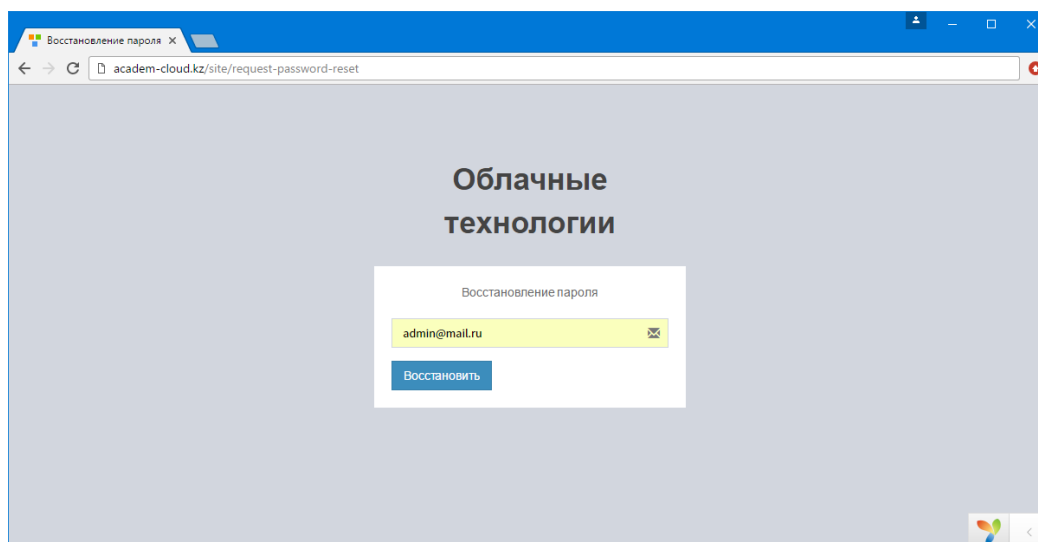 Восстановление пароля
academ-cloud.kz/site/request-password-reset
Облачные
технологии
Восстановление пароля
admin@mail.ru
Восстановить